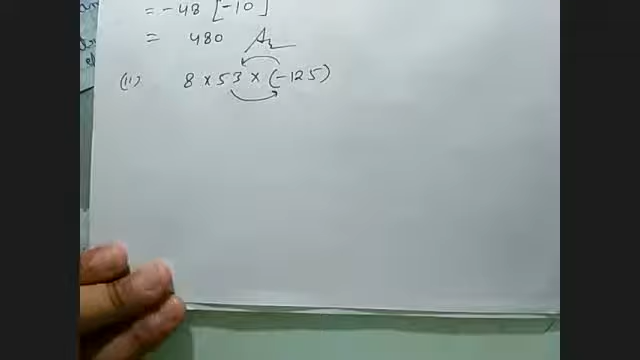 = -48 [-10]
= 480 Ans
(ii) 8 × 53 × (-125)